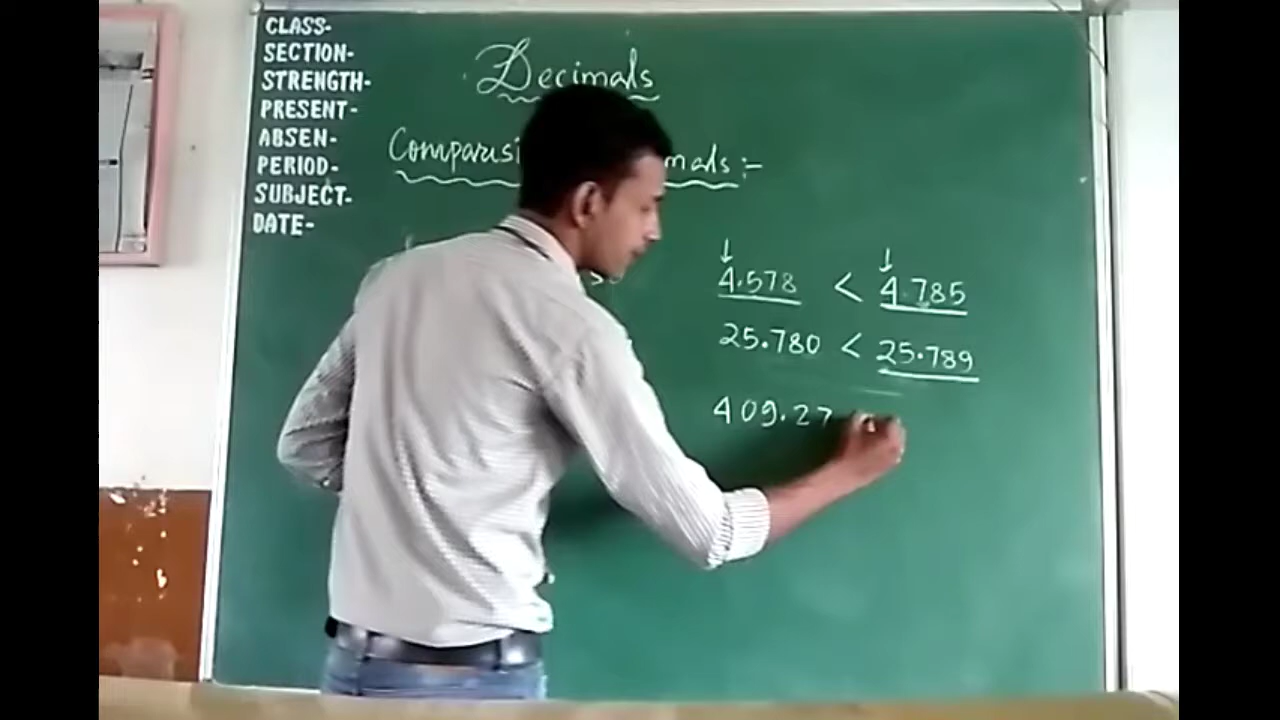 CLASS-
SECTION-
STRENGTH-
PRESENT-
ABSEN-
PERIOD-
SUBJECT-
DATE-
Decimals
:-
4.578 < 4.785
25.780 < 25.789
409.27